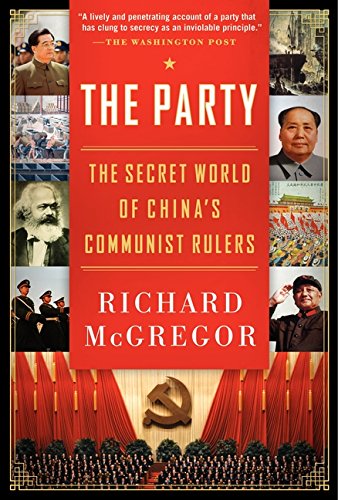 "A lively and penetrating account of a party that
has clung to secrecy as an inviolable principle."
—THE WASHINGTON POST
THE PARTY
THE SECRET WORLD
OF CHINA'S
COMMUNIST RULERS
RICHARD
McGREGOR